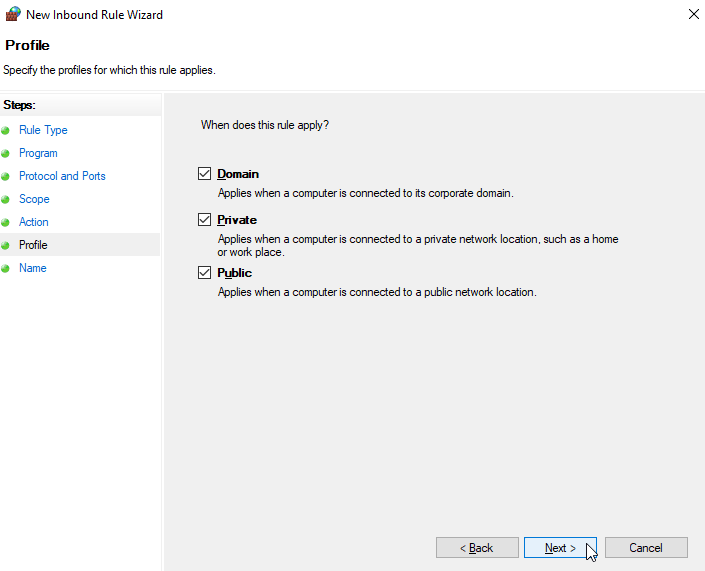 New Inbound Rule Wizard
Profile
Specify the profiles for which this rule applies.
Steps:
Rule Type
Program
Protocol and Ports
Scope
Action
Profile
Name
When does this rule apply?
Domain
Applies when a computer is connected to its corporate domain.
Private
Applies when a computer is connected to a private network location, such as a home
or work place.
Public
Applies when a computer is connected to a public network location.
< Back
Next >
Cancel